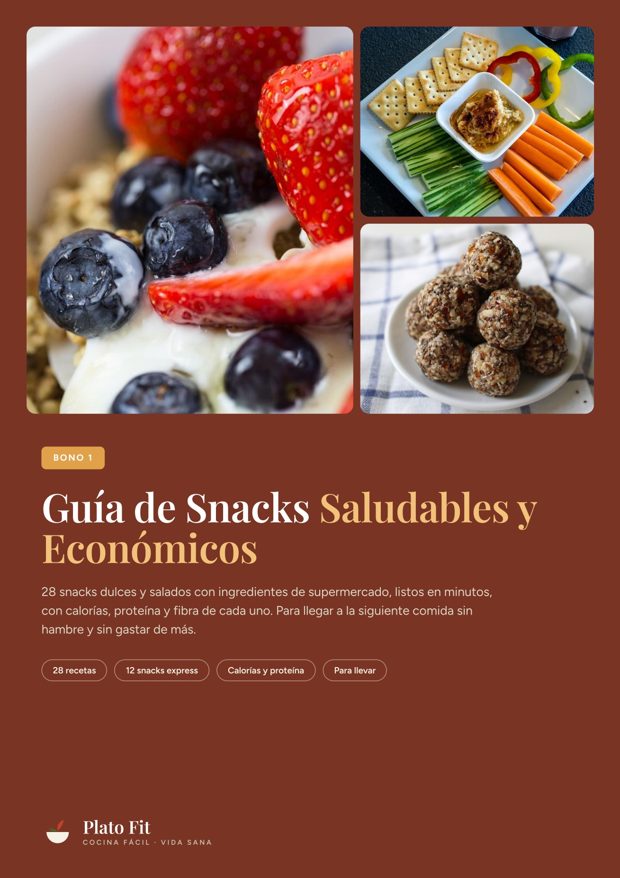 BONO 1
Guía de Snacks Saludables y
Económicos
28 snacks dulces y salados con ingredientes de supermercado, listos en minutos,
con calorías, proteína y fibra de cada uno. Para llegar a la siguiente comida sin
hambre y sin gastar de más.
28 recetas
12 snacks express
Calorías y proteína
Para llevar
Plato Fit
COCINA FÁCIL · VIDA SANA